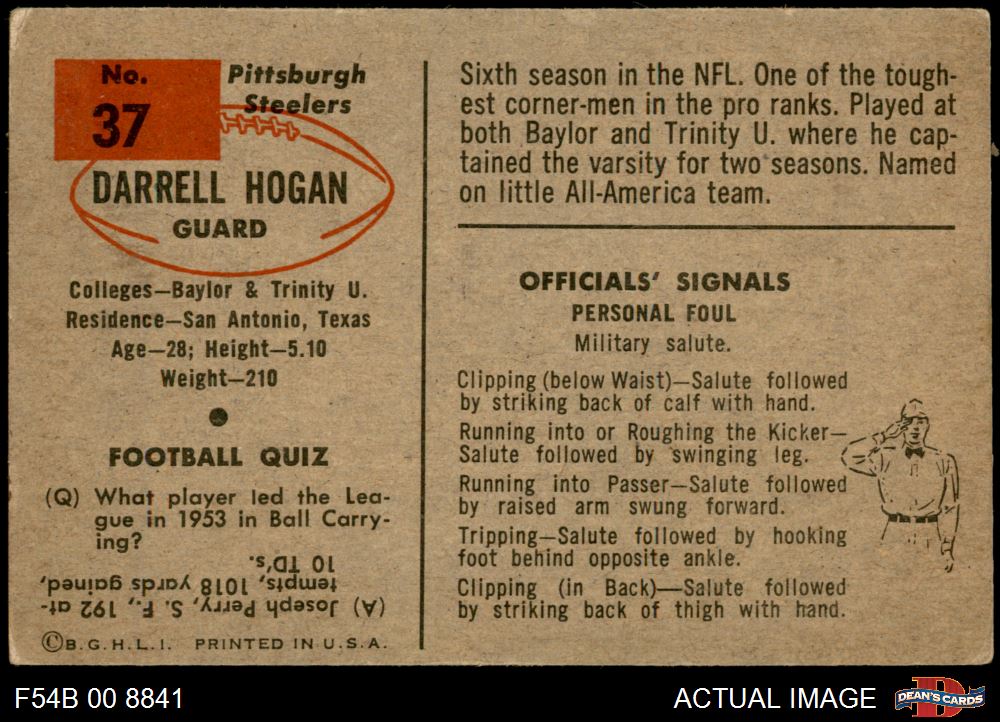 No.
37
Pittsburgh
Steelers
DARRELL HOGAN
GUARD
Colleges—Baylor & Trinity U.
Residence—San Antonio, Texas
Age—28; Height—5.10
Weight—210
FOOTBALL QUIZ
(Q) What player led the Lea-
gue in 1953 in Ball Carry-
ing?
(A) Joseph Perry, S. F., 192 at-
tempts, 1018 yards gained,
10 TD's.
©B.G.H.L.I. PRINTED IN U.S.A.
Sixth season in the NFL. One of the tough-
est corner-men in the pro ranks. Played at
both Baylor and Trinity U. where he cap-
tained the varsity for two seasons. Named
on little All-America team.
OFFICIALS' SIGNALS
PERSONAL FOUL
Military salute.
Clipping (below Waist)—Salute followed
by striking back of calf with hand.
Running into or Roughing the Kicker—
Salute followed by swinging leg.
Running into Passer—Salute followed
by raised arm swung forward.
Tripping—Salute followed by hooking
foot behind opposite ankle.
Clipping (in Back)—Salute followed
by striking back of thigh with hand.
F54B 00 8841
ACTUAL IMAGE
DEAN'S CARDS